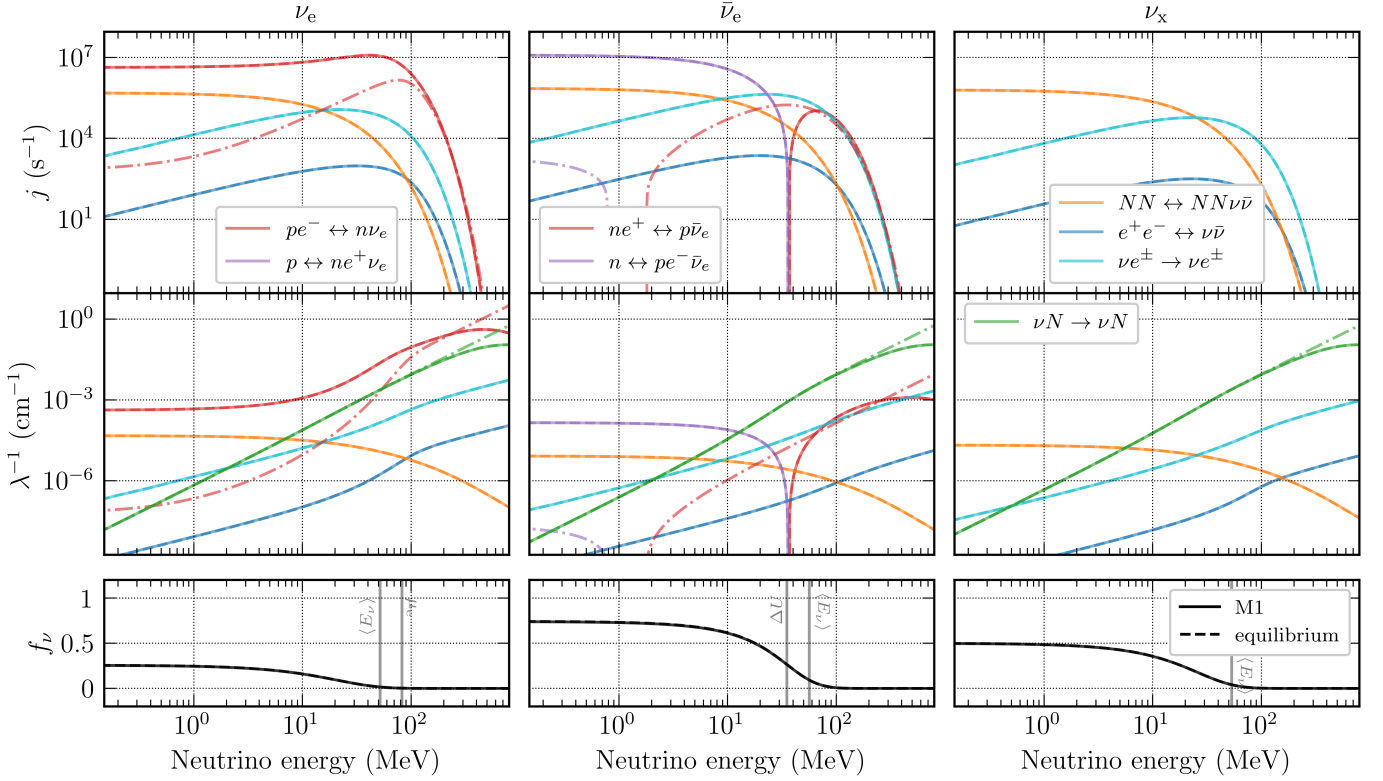 ν_e ν̄_e ν_x
10^7
10^4
10^1
j (s^−1)
pe^− ↔ nν_e
p ↔ ne^+ν_e
ne^+ ↔ pν̄_e
n ↔ pe^−ν̄_e
NN ↔ NNνν̄
e^+e^− ↔ νν̄
νe^± → νe^±
10^0
10^−3
10^−6
λ^−1 (cm^−1)
νN → νN
1
0.5
0
f_ν
⟨E_ν⟩
μ_e
ΔU
⟨E_ν⟩
⟨E_ν⟩
M1
equilibrium
10^0 10^1 10^2 10^0 10^1 10^2 10^0 10^1 10^2
Neutrino energy (MeV) Neutrino energy (MeV) Neutrino energy (MeV)